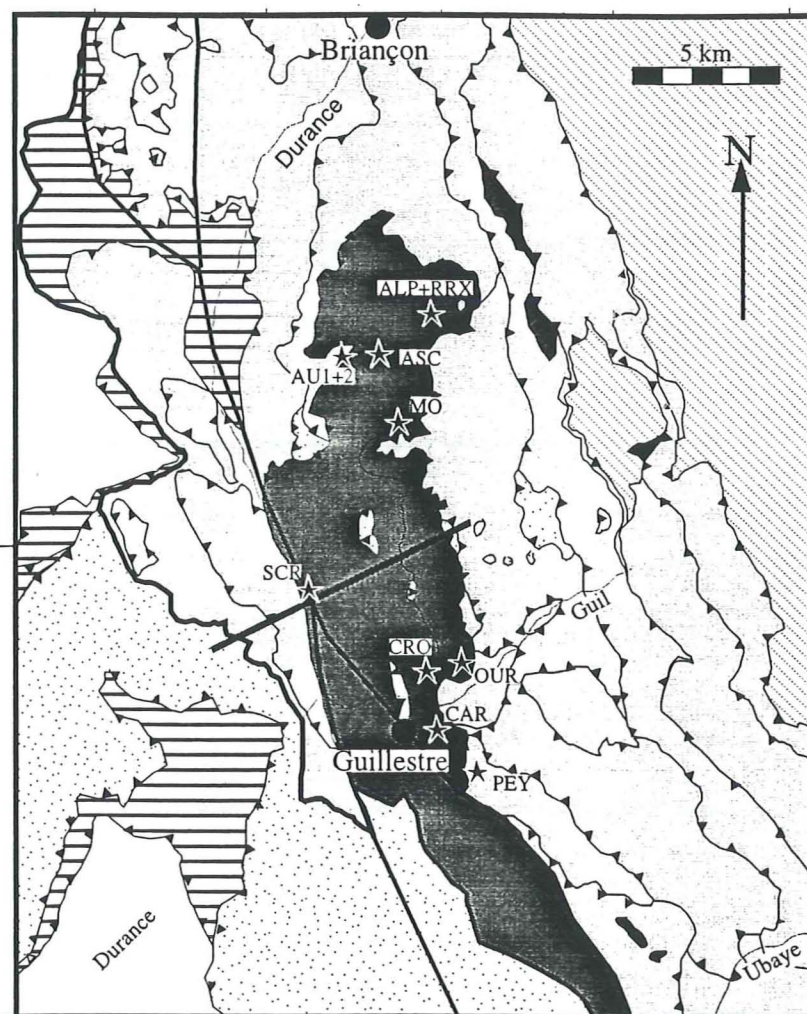 Briançon
5 km
Durance
N
ALP+RRX
AU1+2
ASC
MO
SCR
Guil
CRO
OUR
CAR
Guillestre
PEY
Durance
Ubaye